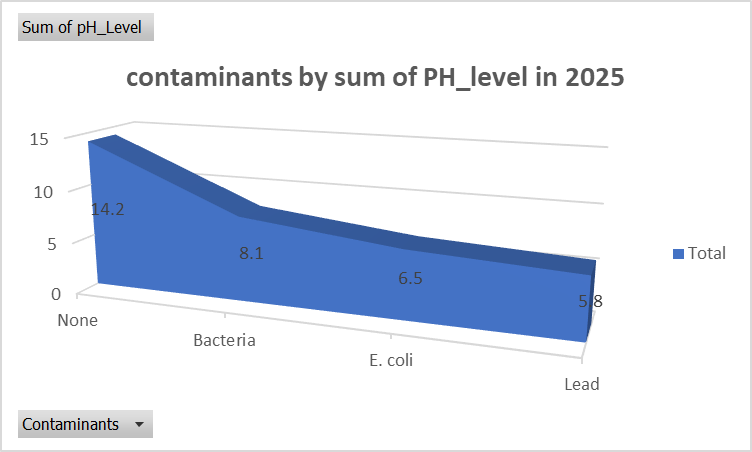 Sum of pH_Level
contaminants by sum of PH_level in 2025
15
10
5
0
14.2
8.1
6.5
5.8
None
Bacteria
E. coli
Lead
Total
Contaminants